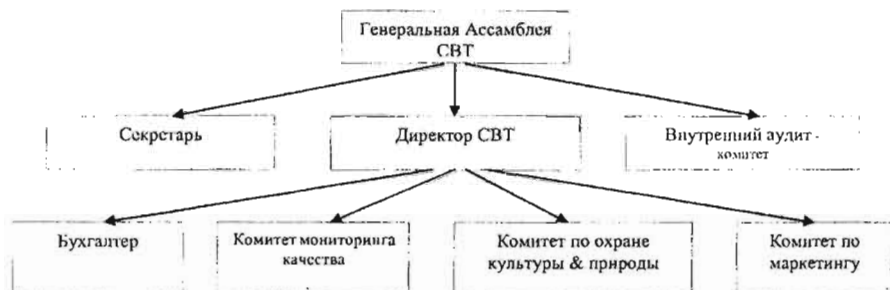 Генеральная Ассамблея
СВТ
Секретарь
Директор СВТ
Внутренний аудит -
комитет
Бухгалтер
Комитет мониторинга
качества
Комитет по охране
культуры & природы
Комитет по
маркетингу